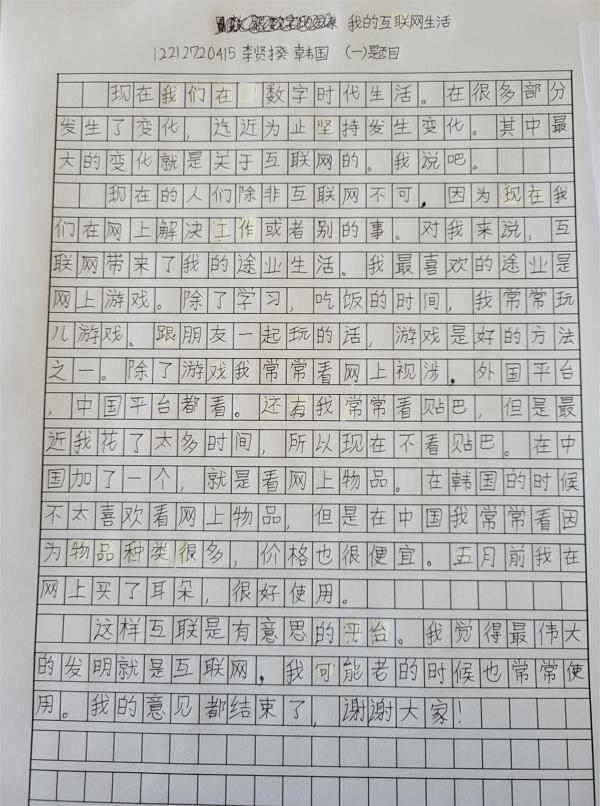 我的互联网生活
12212720415 李贤揆 韩国 (一)题目
现在我们在数字时代生活。在很多部分
发生了变化，迄近为止坚持发生变化。其中最
大的变化就是关于互联网的。我说吧。
现在的人们除非互联网不可，因为现在我
们在网上解决工作或者别的事。对我来说，互
联网带来了我的途业生活。我最喜欢的途业是
网上游戏。除了学习，吃饭的时间，我常常玩
儿游戏。跟朋友一起玩的话，游戏是好的方法
之一。除了游戏我常常看网上视涉，外国平台
，中国平台都看。还有我常常看贴巴，但是最
近我花了太多时间，所以现在不看贴巴。在中
国加了一个，就是看网上物品。在韩国的时候
不太喜欢看网上物品，但是在中国我常常看因
为物品种类很多，价格也很便宜。五月前我在
网上买了耳朵，很好使用。
这样互联是有意思的平台。我觉得最伟大
的发明就是互联网，我可能老的时候也常常使
用。我的意见都结束了，谢谢大家！